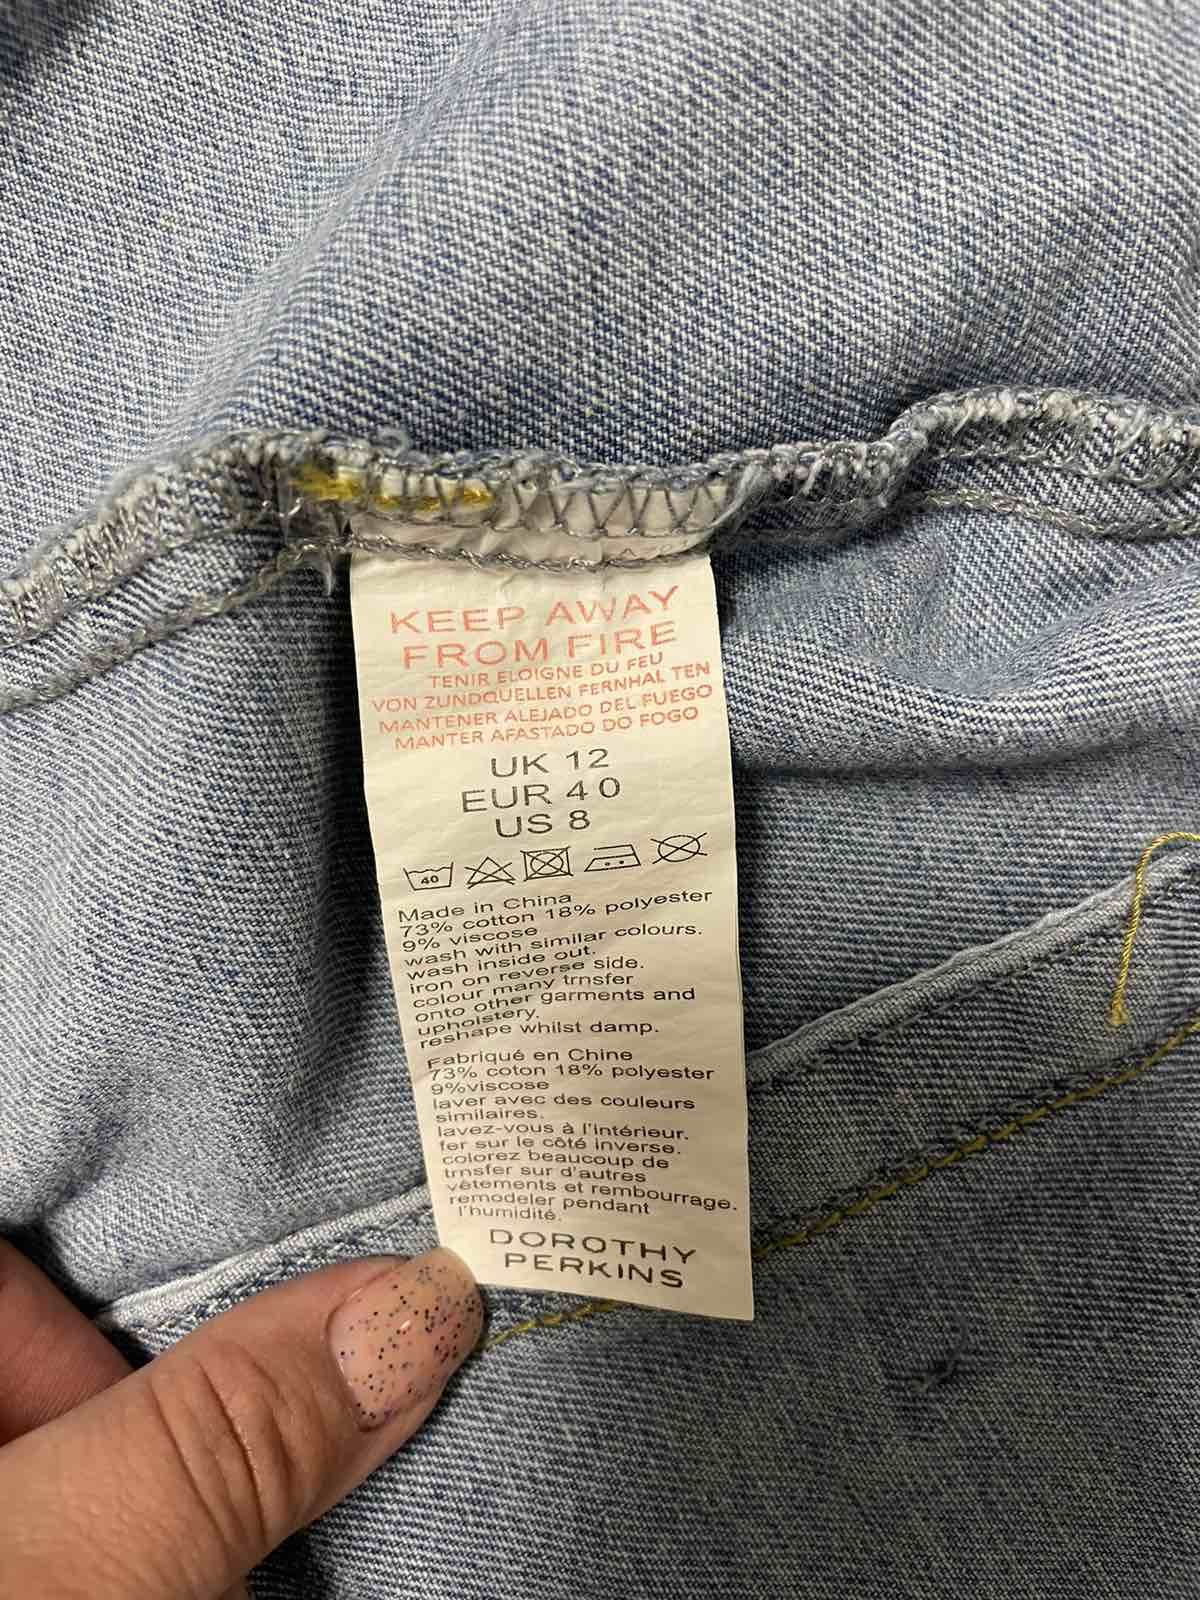 KEEP AWAY
FROM FIRE
TENIR ELOIGNE DU FEU
VON ZUNDQUELLEN FERNHAL TEN
MANTENER ALEJADO DEL FUEGO
MANTER AFASTADO DO FOGO
UK 12
EUR 40
US 8
40
Made in China
73% cotton 18% polyester
9% viscose
wash with similar colours.
wash inside out.
iron on reverse side.
colour many trnsfer
onto other garments and
upholstery.
reshape whilst damp.
Fabriqué en Chine
73% coton 18% polyester
9%viscose
laver avec des couleurs
similaires.
lavez-vous à l'intérieur.
fer sur le côté inverse.
colorez beaucoup de
trnsfer sur d'autres
vêtements et rembourrage.
remodeler pendant
l'humidité.
DOROTHY
PERKINS